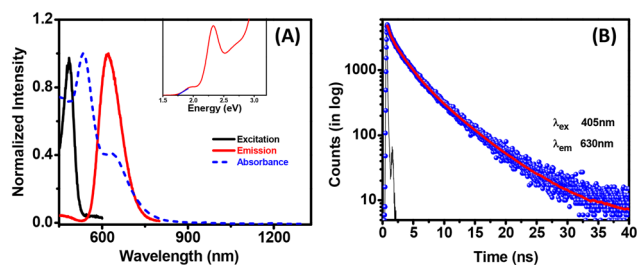 (A)
Normalized Intensity
1.2
0.8
0.4
0.0
600
900
1200
Wavelength (nm)
Excitation
Emission
Absorbance
1.5
2.0
2.5
3.0
Energy (eV)
(B)
Counts (in log)
1000
100
10
0
5
10
15
20
25
30
35
40
Time (ns)
λex 405nm
λem 630nm